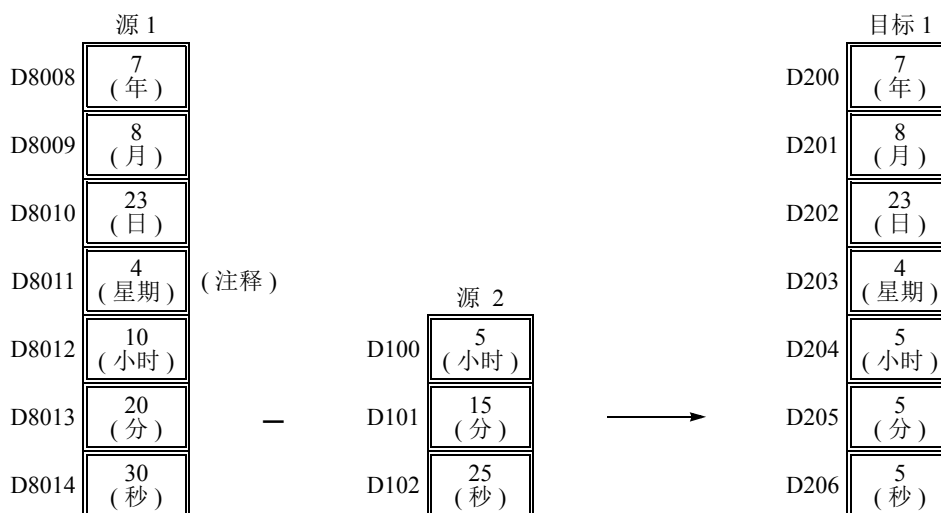 源 1
D8008
7
( 年 )
D8009
8
( 月 )
D8010
23
( 日 )
D8011
4
( 星期 )
( 注释 )
D8012
10
( 小时 )
D8013
20
( 分 )
D8014
30
( 秒 )
–
源 2
D100
5
( 小时 )
D101
15
( 分 )
D102
25
( 秒 )
目标 1
D200
7
( 年 )
D201
8
( 月 )
D202
23
( 日 )
D203
4
( 星期 )
D204
5
( 小时 )
D205
5
( 分 )
D206
5
( 秒 )